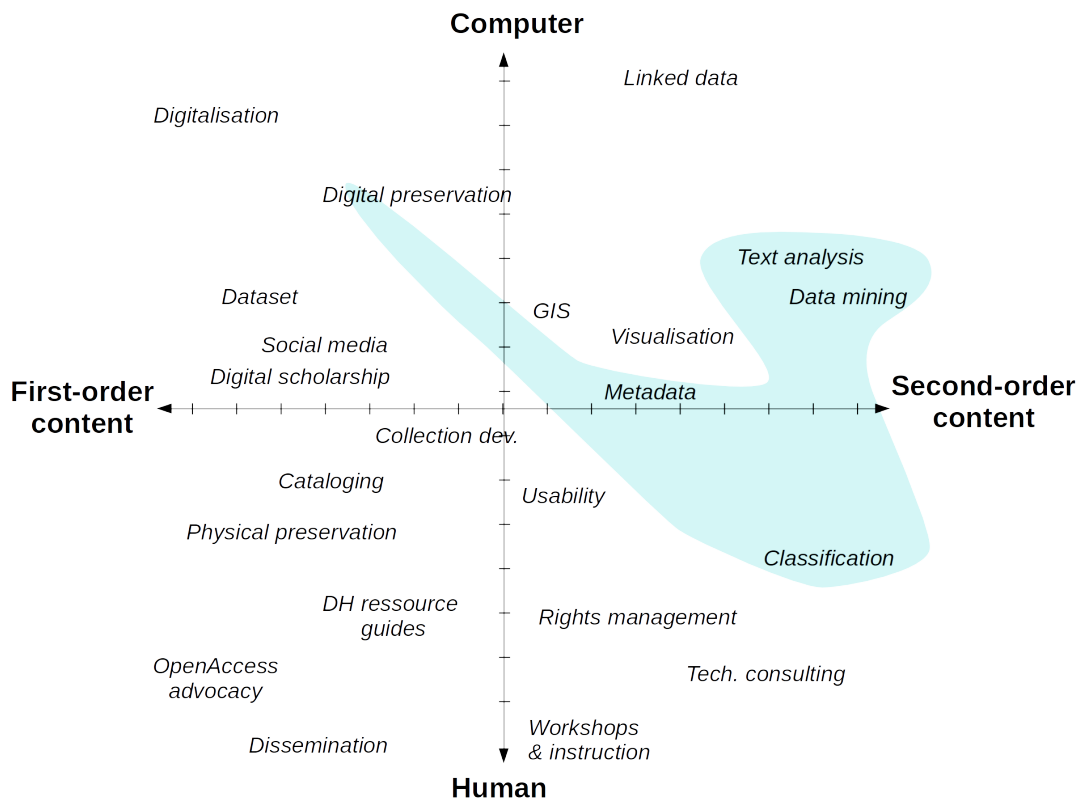 Computer
Linked data
Digitalisation
Digital preservation
Text analysis
Dataset
Data mining
GIS
Visualisation
Social media
Digital scholarship
Metadata
First-order
content
Second-order
content
Collection dev.
Cataloging
Usability
Physical preservation
Classification
DH ressource
guides
Rights management
OpenAccess
advocacy
Tech. consulting
Dissemination
Workshops
& instruction
Human